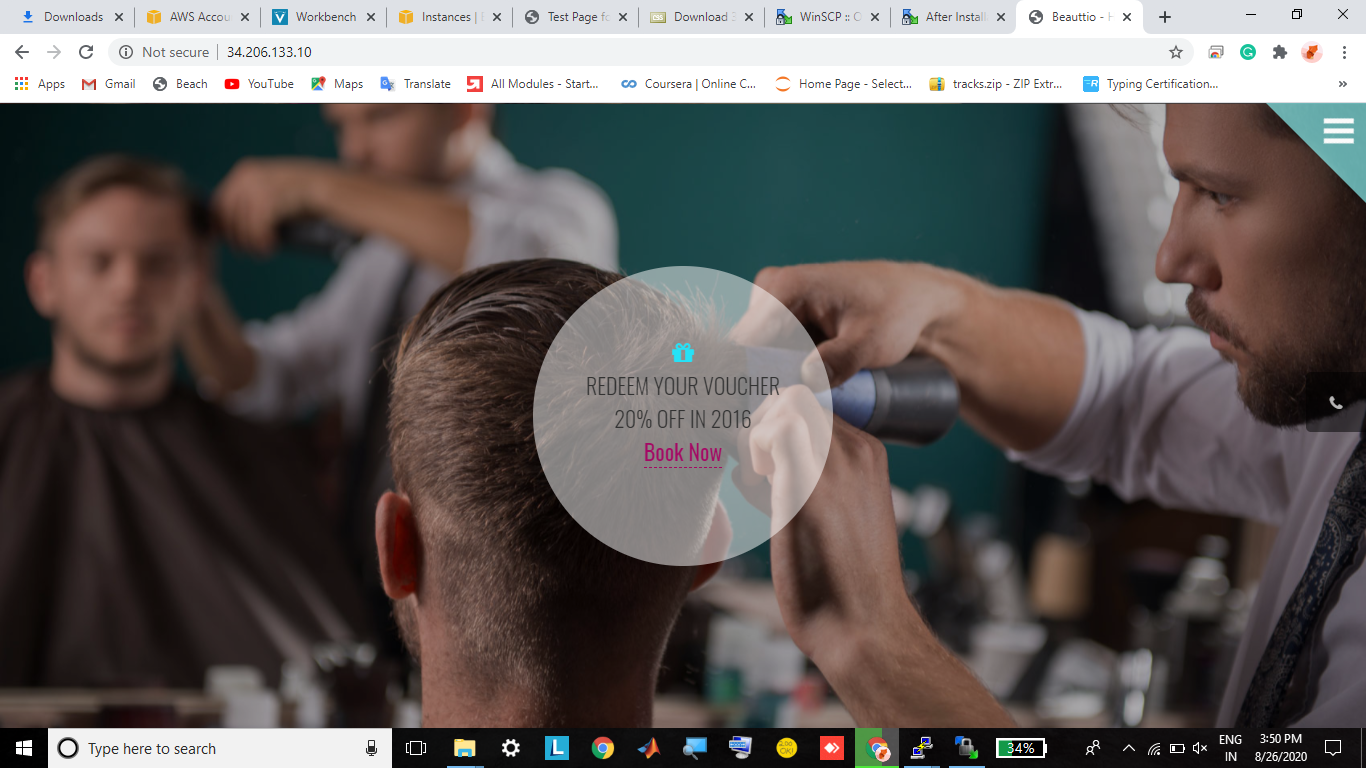 Downloads
AWS Accou
Workbench
Instances | E
Test Page fo
Download
WinSCP :: O
After Install
Beauttio - H
Not secure
34.206.133.10
Apps
Gmail
Beach
YouTube
Maps
Translate
All Modules - Start...
Coursera | Online C...
Home Page - Select...
tracks.zip - ZIP Extr...
Typing Certification...
»
REDEEM YOUR VOUCHER
20% OFF IN 2016
Book Now
Type here to search
L
34%
ENG
IN
3:50 PM
8/26/2020